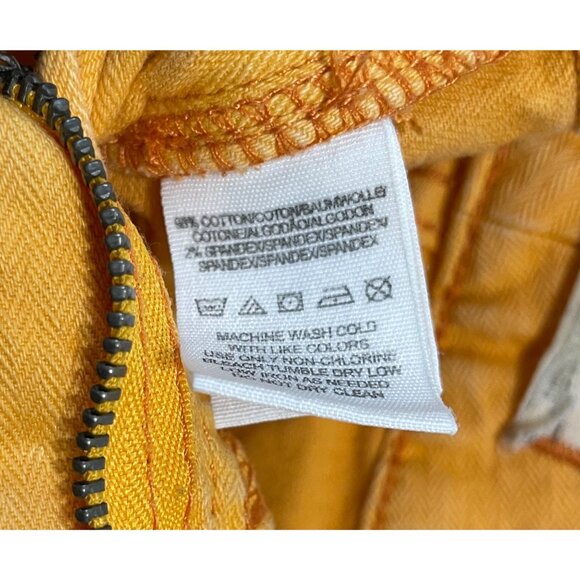 98% COTTON/COTON/BAUMWOLLE/
COTONE/ALGODÃO/ALGODON
2% SPANDEX/SPANDEX/SPANDEX/
SPANDEX/SPANDEX/SPANDEX
MACHINE WASH COLD
WITH LIKE COLORS
USE ONLY NON-CHLORINE
BLEACH TUMBLE DRY LOW
LOW IRON AS NEEDED
DO NOT DRY CLEAN